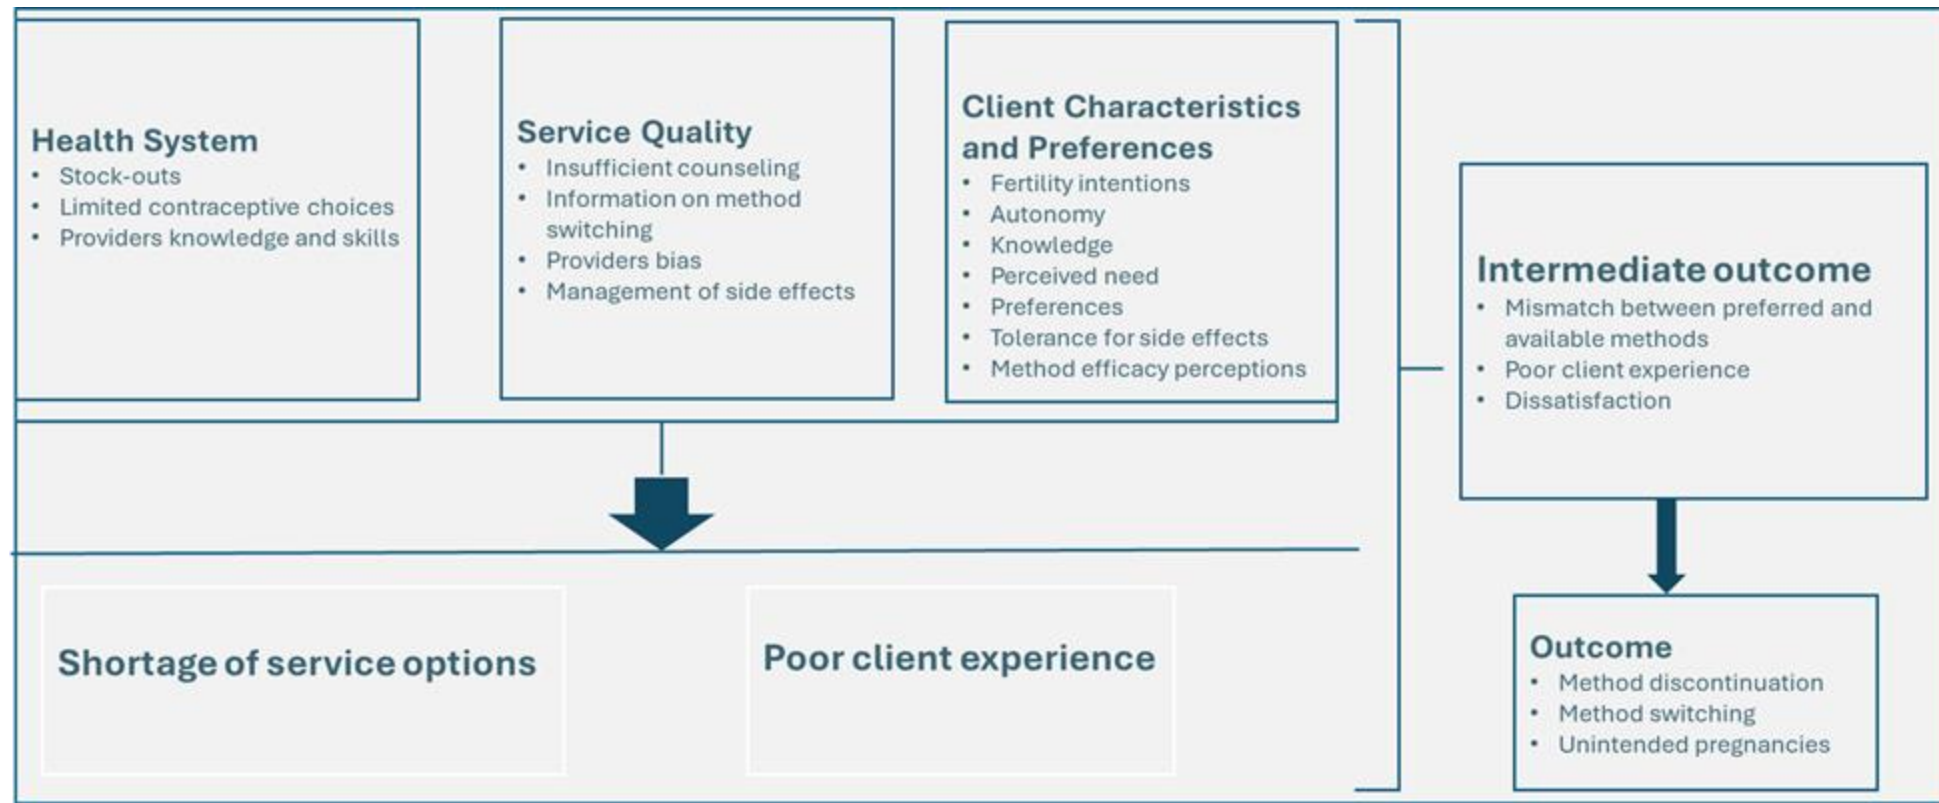 Health System
• Stock-outs
• Limited contraceptive choices
• Providers knowledge and skills
Service Quality
• Insufficient counseling
• Information on method
switching
• Providers bias
• Management of side effects
Client Characteristics
and Preferences
• Fertility intentions
• Autonomy
• Knowledge
• Perceived need
• Preferences
• Tolerance for side effects
• Method efficacy perceptions
Shortage of service options
Poor client experience
Intermediate outcome
• Mismatch between preferred and
available methods
• Poor client experience
• Dissatisfaction
Outcome
• Method discontinuation
• Method switching
• Unintended pregnancies